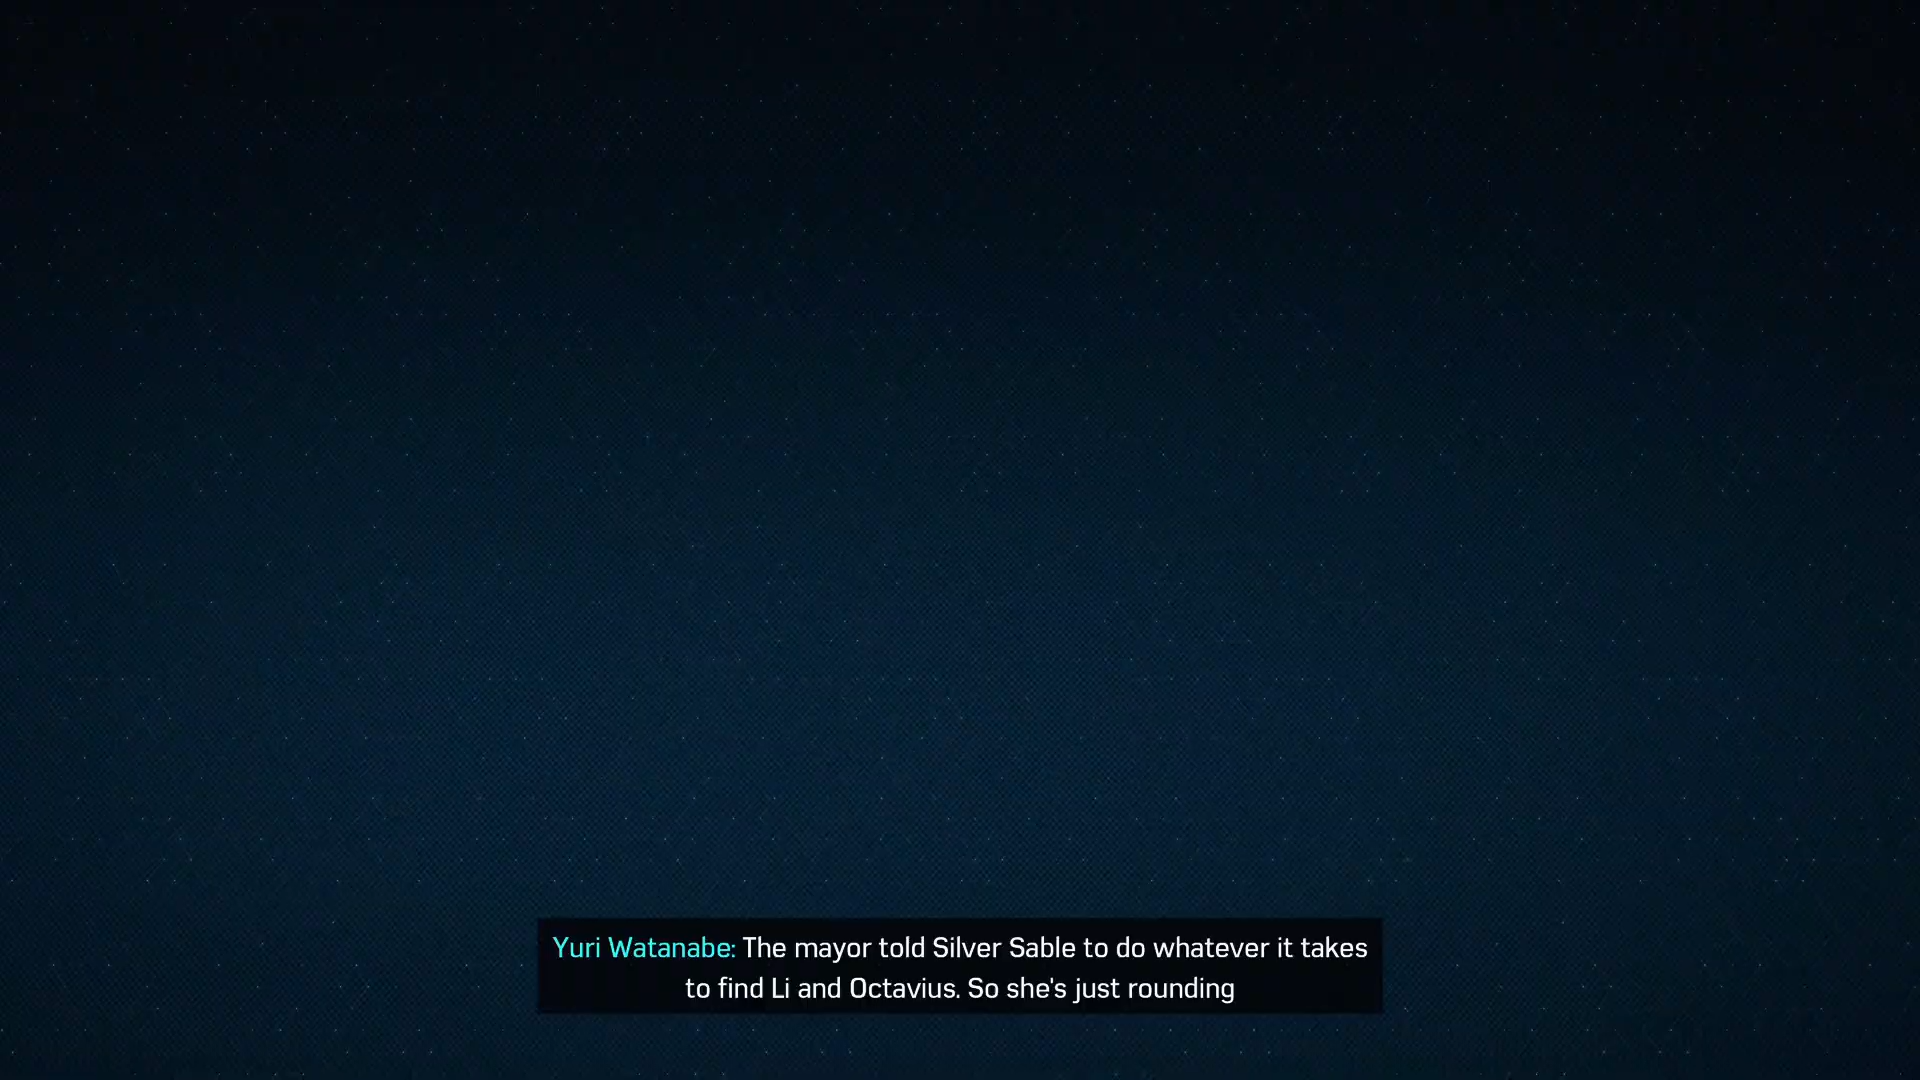 Yuri Watanabe: The mayor told Silver Sable to do whatever it takes
to find Li and Octavius. So she's just rounding